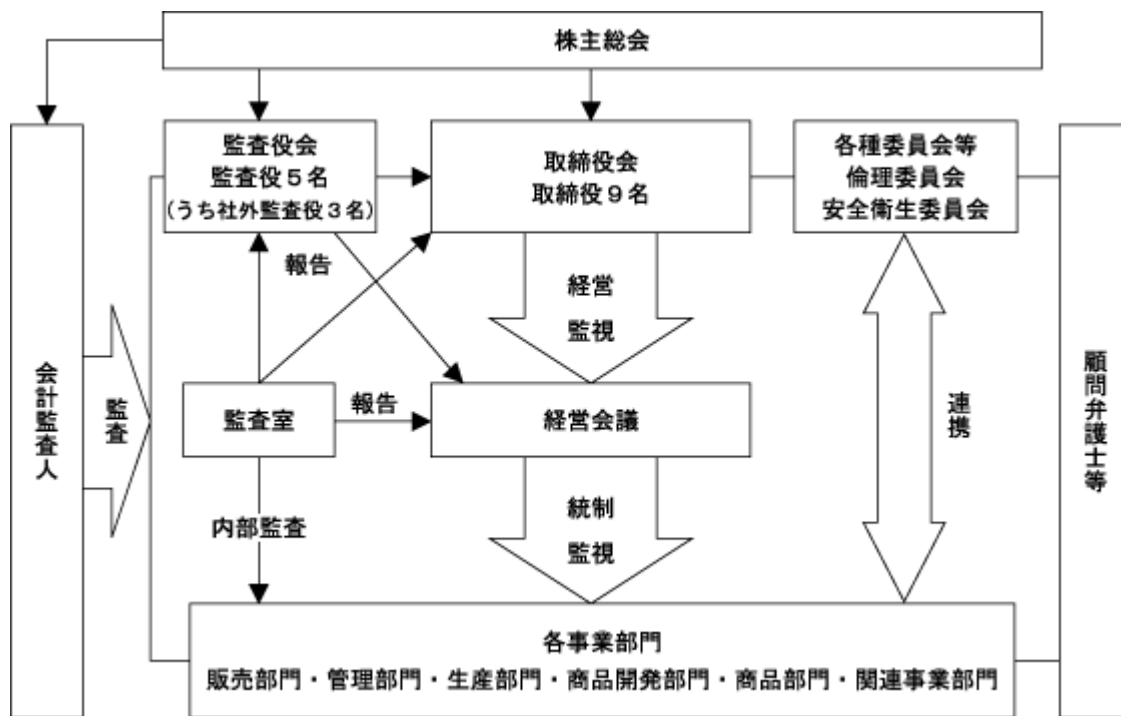 株主総会
監査役会
監査役５名
(うち社外監査役３名)
取締役会
取締役９名
各種委員会等
倫理委員会
安全衛生委員会
報告
経営
監視
会計監査人
監査
監査室
報告
経営会議
連携
顧問弁護士等
内部監査
統制
監視
各事業部門
販売部門・管理部門・生産部門・商品開発部門・商品部門・関連事業部門